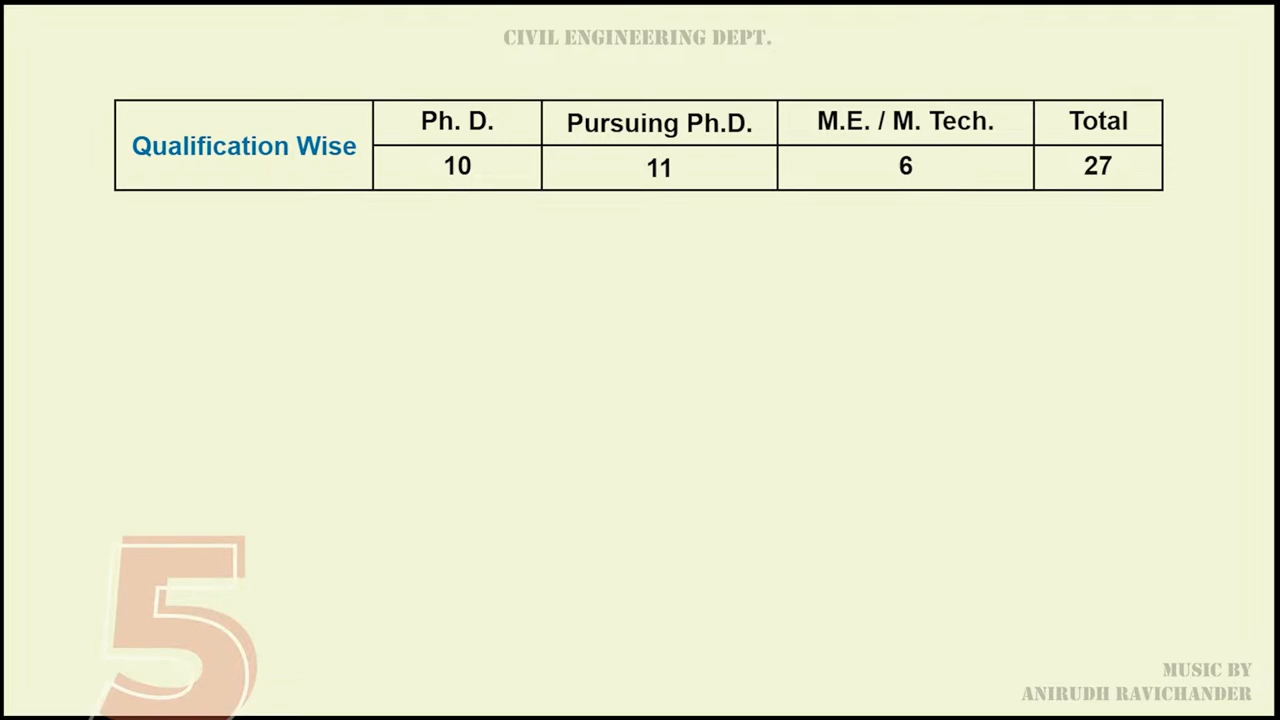 CIVIL ENGINEERING DEPT.
Qualification Wise
Ph. D. Pursuing Ph.D. M.E. / M. Tech. Total
10 11 6 27
5
MUSIC BY
ANIRUDH RAVICHANDER